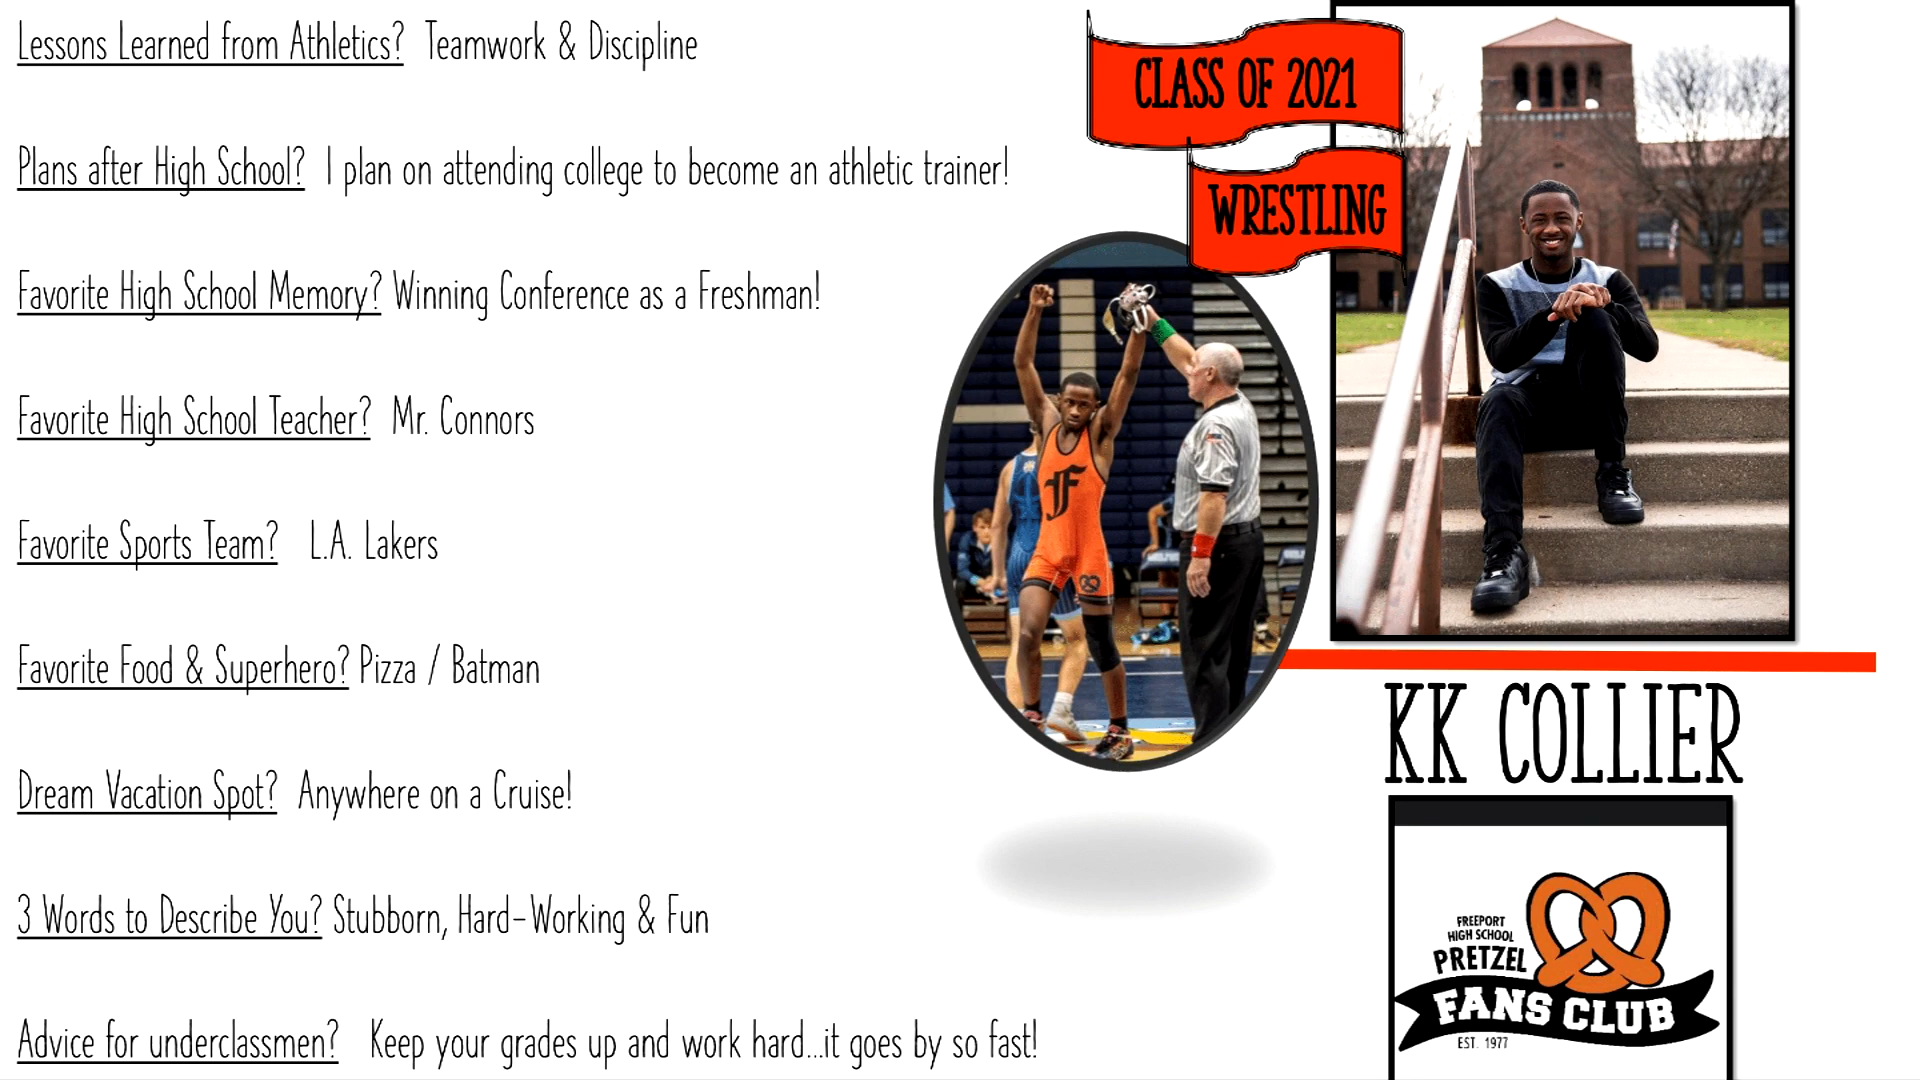 Lessons Learned from Athletics? Teamwork & Discipline
Plans after High School? I plan on attending college to become an athletic trainer!
Favorite High School Memory? Winning Conference as a Freshman!
Favorite High School Teacher? Mr. Connors
Favorite Sports Team? L.A. Lakers
Favorite Food & Superhero? Pizza / Batman
Dream Vacation Spot? Anywhere on a Cruise!
3 Words to Describe You? Stubborn, Hard-Working & Fun
Advice for underclassmen? Keep your grades up and work hard...it goes by so fast!
CLASS OF 2021
WRESTLING
F
KK COLLIER
FREEPORT
HIGH SCHOOL
PRETZEL
FANS CLUB
EST. 1977